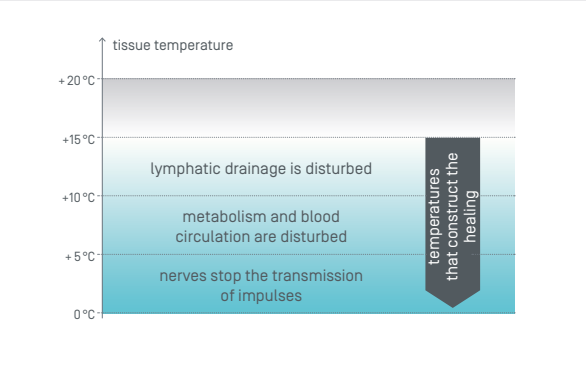 tissue temperature
+ 20 °C
+15 °C
lymphatic drainage is disturbed
+10 °C
metabolism and blood
circulation are disturbed
+ 5 °C
nerves stop the transmission
of impulses
0 °C
temperatures
that construct the
healing